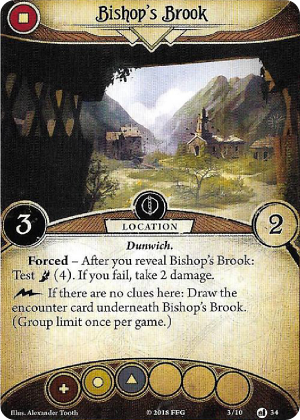 Bishop's Brook
3
2
LOCATION
Dunwich.
Forced – After you reveal Bishop's Brook:
Test (4). If you fail, take 2 damage.
If there are no clues here: Draw the
encounter card underneath Bishop's Brook.
(Group limit once per game.)
Illus. Alexander Tooth © 2018 FFG 3/10 34